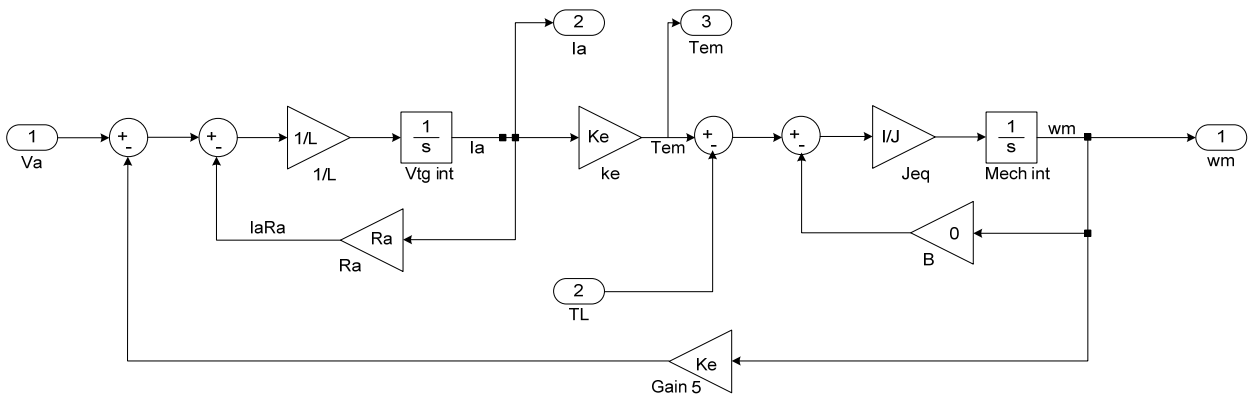 2
Ia
3
Tem
1
Va
+
-
+
-
1/L
1/L
1
s
Vtg int
Ia
Ke
ke
Tem
+
-
+
-
I/J
Jeq
1
s
Mech int
wm
1
wm
IaRa
Ra
Ra
0
B
2
TL
Ke
Gain 5